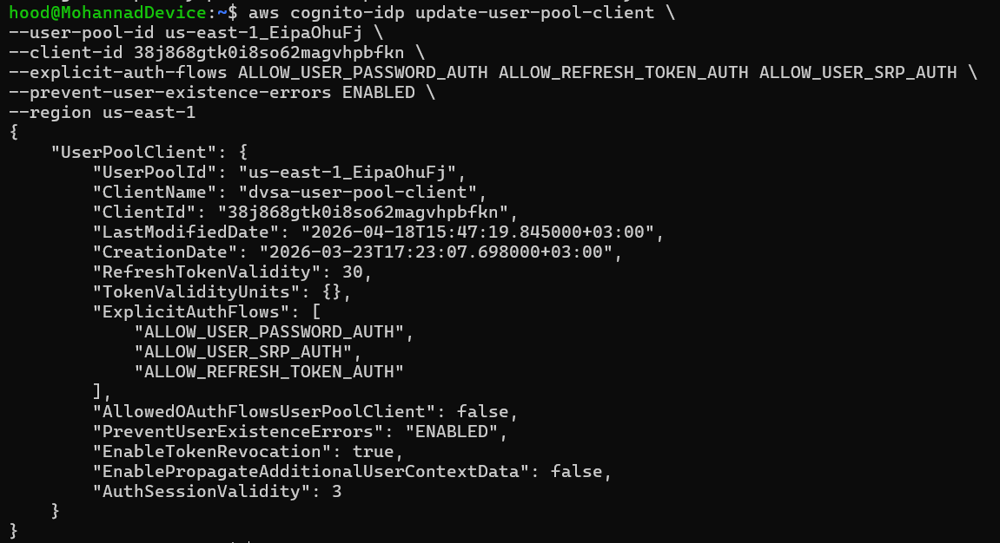 hood@MohannadDevice:~$ aws cognito-idp update-user-pool-client \
--user-pool-id us-east-1_EipaOhuFj \
--client-id 38j868gtk0i8so62magvhpbfkn \
--explicit-auth-flows ALLOW_USER_PASSWORD_AUTH ALLOW_REFRESH_TOKEN_AUTH ALLOW_USER_SRP_AUTH \
--prevent-user-existence-errors ENABLED \
--region us-east-1
{
    "UserPoolClient": {
        "UserPoolId": "us-east-1_EipaOhuFj",
        "ClientName": "dvsa-user-pool-client",
        "ClientId": "38j868gtk0i8so62magvhpbfkn",
        "LastModifiedDate": "2026-04-18T15:47:19.845000+03:00",
        "CreationDate": "2026-03-23T17:23:07.698000+03:00",
        "RefreshTokenValidity": 30,
        "TokenValidityUnits": {},
        "ExplicitAuthFlows": [
            "ALLOW_USER_PASSWORD_AUTH",
            "ALLOW_USER_SRP_AUTH",
            "ALLOW_REFRESH_TOKEN_AUTH"
        ],
        "AllowedOAuthFlowsUserPoolClient": false,
        "PreventUserExistenceErrors": "ENABLED",
        "EnableTokenRevocation": true,
        "EnablePropagateAdditionalUserContextData": false,
        "AuthSessionValidity": 3
    }
}